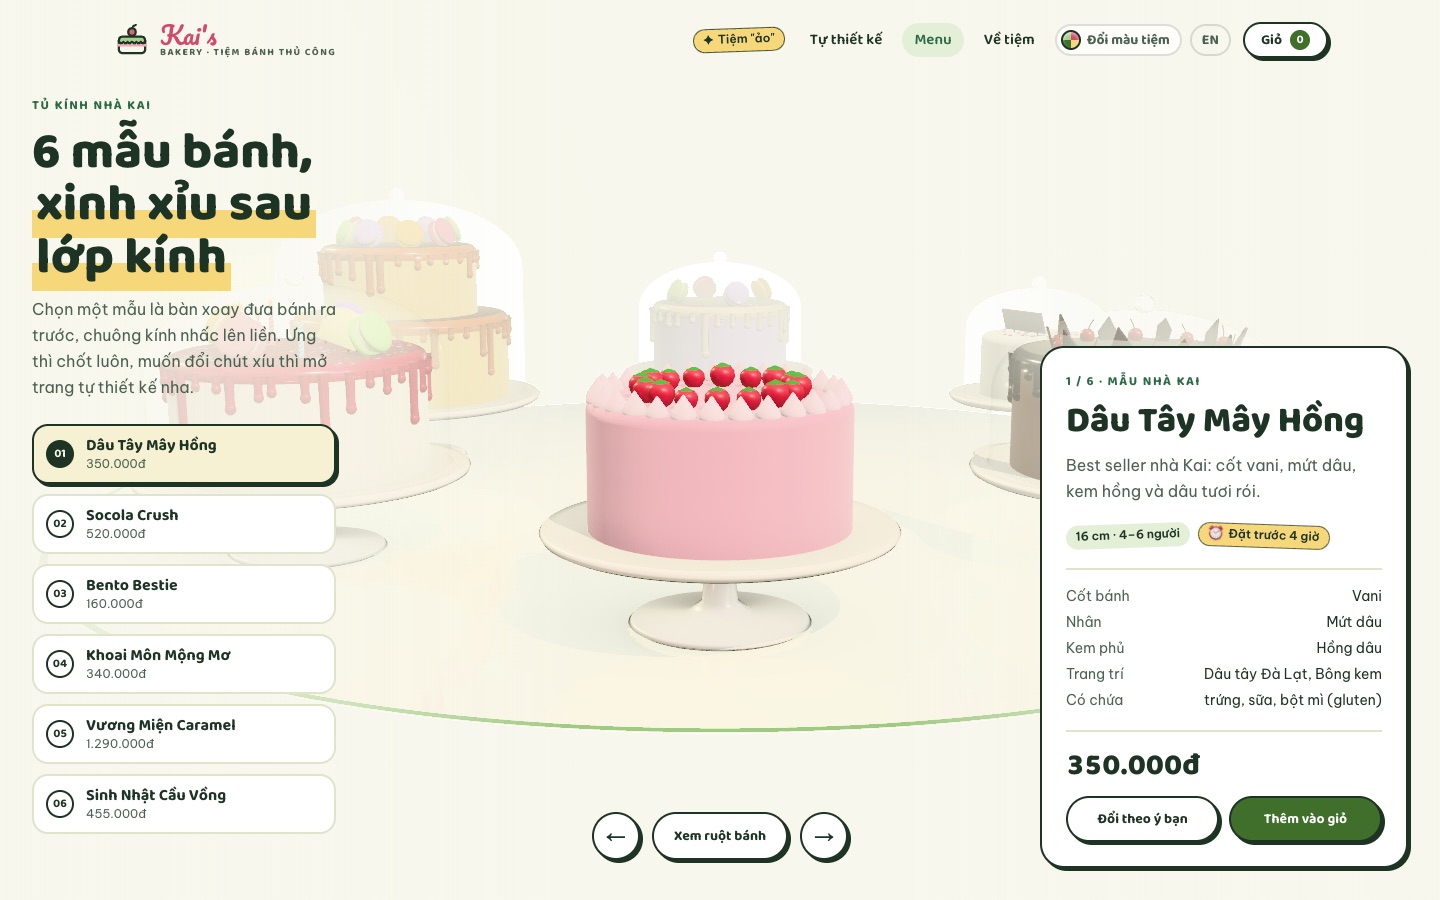 Kai's
BAKERY · TIỆM BÁNH THỦ CÔNG
✦ Tiệm "ảo"
Tự thiết kế
Menu
Về tiệm
Đổi màu tiệm
EN
Giỏ 0
TỦ KÍNH NHÀ KAI
6 mẫu bánh,
xinh xỉu sau
lớp kính
Chọn một mẫu là bàn xoay đưa bánh ra
trước, chuông kính nhấc lên liền. Ưng
thì chốt luôn, muốn đổi chút xíu thì mở
trang tự thiết kế nha.
01 Dâu Tây Mây Hồng
350.000đ
02 Socola Crush
520.000đ
03 Bento Bestie
160.000đ
04 Khoai Môn Mộng Mơ
340.000đ
05 Vương Miện Caramel
1.290.000đ
06 Sinh Nhật Cầu Vồng
455.000đ
← Xem ruột bánh →
1 / 6 · MẪU NHÀ KAI
Dâu Tây Mây Hồng
Best seller nhà Kai: cốt vani, mứt dâu,
kem hồng và dâu tươi rói.
16 cm · 4–6 người
⏰ Đặt trước 4 giờ
Cốt bánh Vani
Nhân Mứt dâu
Kem phủ Hồng dâu
Trang trí Dâu tây Đà Lạt, Bông kem
Có chứa trứng, sữa, bột mì (gluten)
350.000đ
Đổi theo ý bạn
Thêm vào giỏ